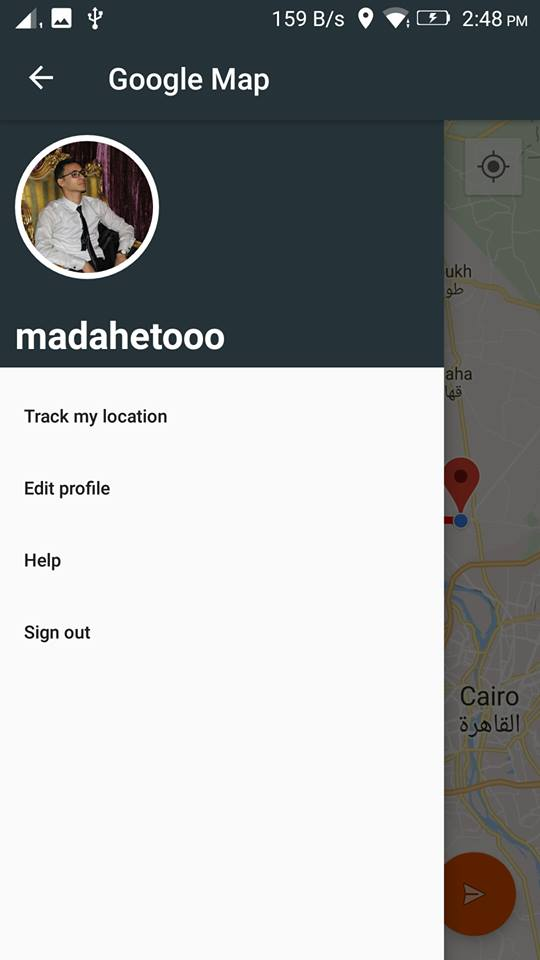 159 B/s 2:48 PM
Google Map
madahetooo
Track my location
Edit profile
Help
Sign out
ukh
طو
aha
قها
Cairo
القاهرة